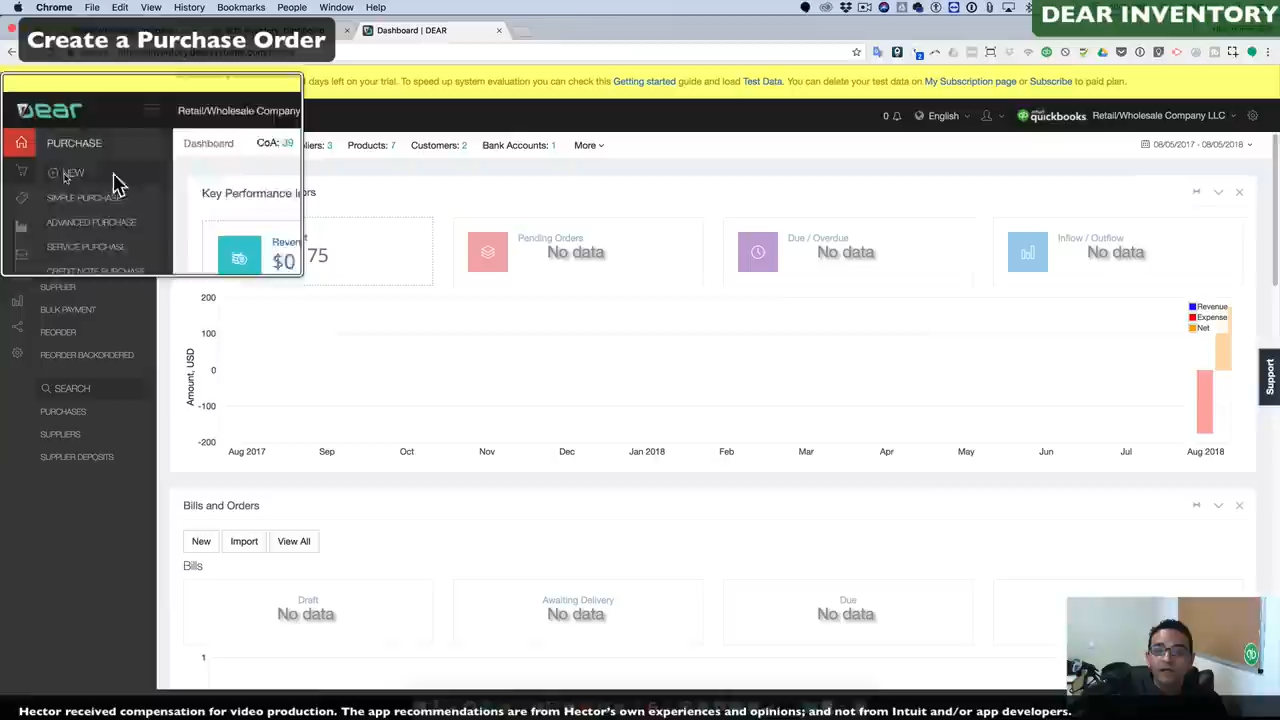 Chrome File Edit View History Bookmarks People Window Help
DEAR INVENTORY
Create a Purchase Order
Dashboard | DEAR
days left on your trial. To speed up system evaluation you can check this Getting started guide and load Test Data. You can delete your test data on My Subscription page or Subscribe to paid plan.
DEAR
Retail/Wholesale Company
0 English quickbooks Retail/Wholesale Company LLC
PURCHASE
Dashboard CoA: 39 liers: 3 Products: 7 Customers: 2 Bank Accounts: 1 More 08/05/2017 - 08/05/2018
NEW
SIMPLE PURCHASE
Key Performance In ors
ADVANCED PURCHASE
SERVICE PURCHASE
CREDIT NOTE PURCHASE
Reven
$0 75
Pending Orders
No data
Due / Overdue
No data
Inflow / Outflow
No data
SUPPLIER
BULK PAYMENT
REORDER
REORDER BACKORDERED
SEARCH
PURCHASES
SUPPLIERS
SUPPLIER DEPOSITS
200
100
0
-100
-200
Amount, USD
Revenue
Expense
Net
Aug 2017 Sep Oct Nov Dec Jan 2018 Feb Mar Apr May Jun Jul Aug 2018
Support
Bills and Orders
New Import View All
Bills
Draft
No data
Awaiting Delivery
No data
Due
No data
1
Hector received compensation for video production. The app recommendations are from Hector's own experiences and opinions; and not from Intuit and/or app developers.